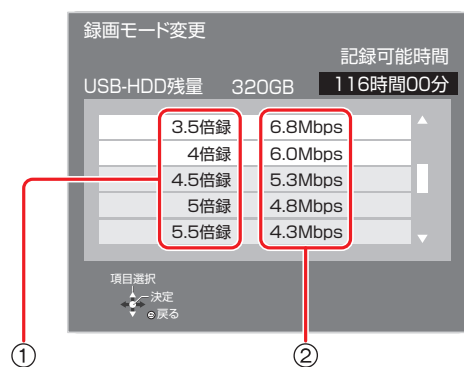 録画モード変更
記録可能時間
USB-HDD残量 320GB 116時間00分
3.5倍録 6.8Mbps
4倍録 6.0Mbps
4.5倍録 5.3Mbps
5倍録 4.8Mbps
5.5倍録 4.3Mbps
項目選択
決定
戻る
① ②